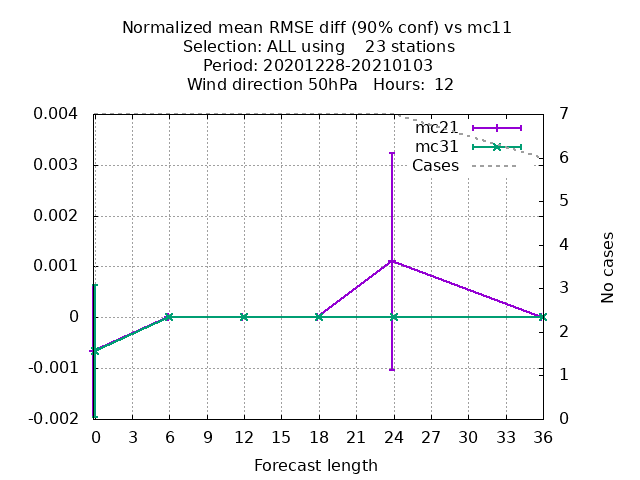 Normalized mean RMSE diff (90% conf) vs mc11
Selection: ALL using    23 stations
Period: 20201228-20210103
Wind direction 50hPa   Hours:  12
mc21
mc31
Cases
0.004
0.003
0.002
0.001
0
-0.001
-0.002
7
6
5
4
3
2
1
0
No cases
0 3 6 9 12 15 18 21 24 27 30 33 36
Forecast length